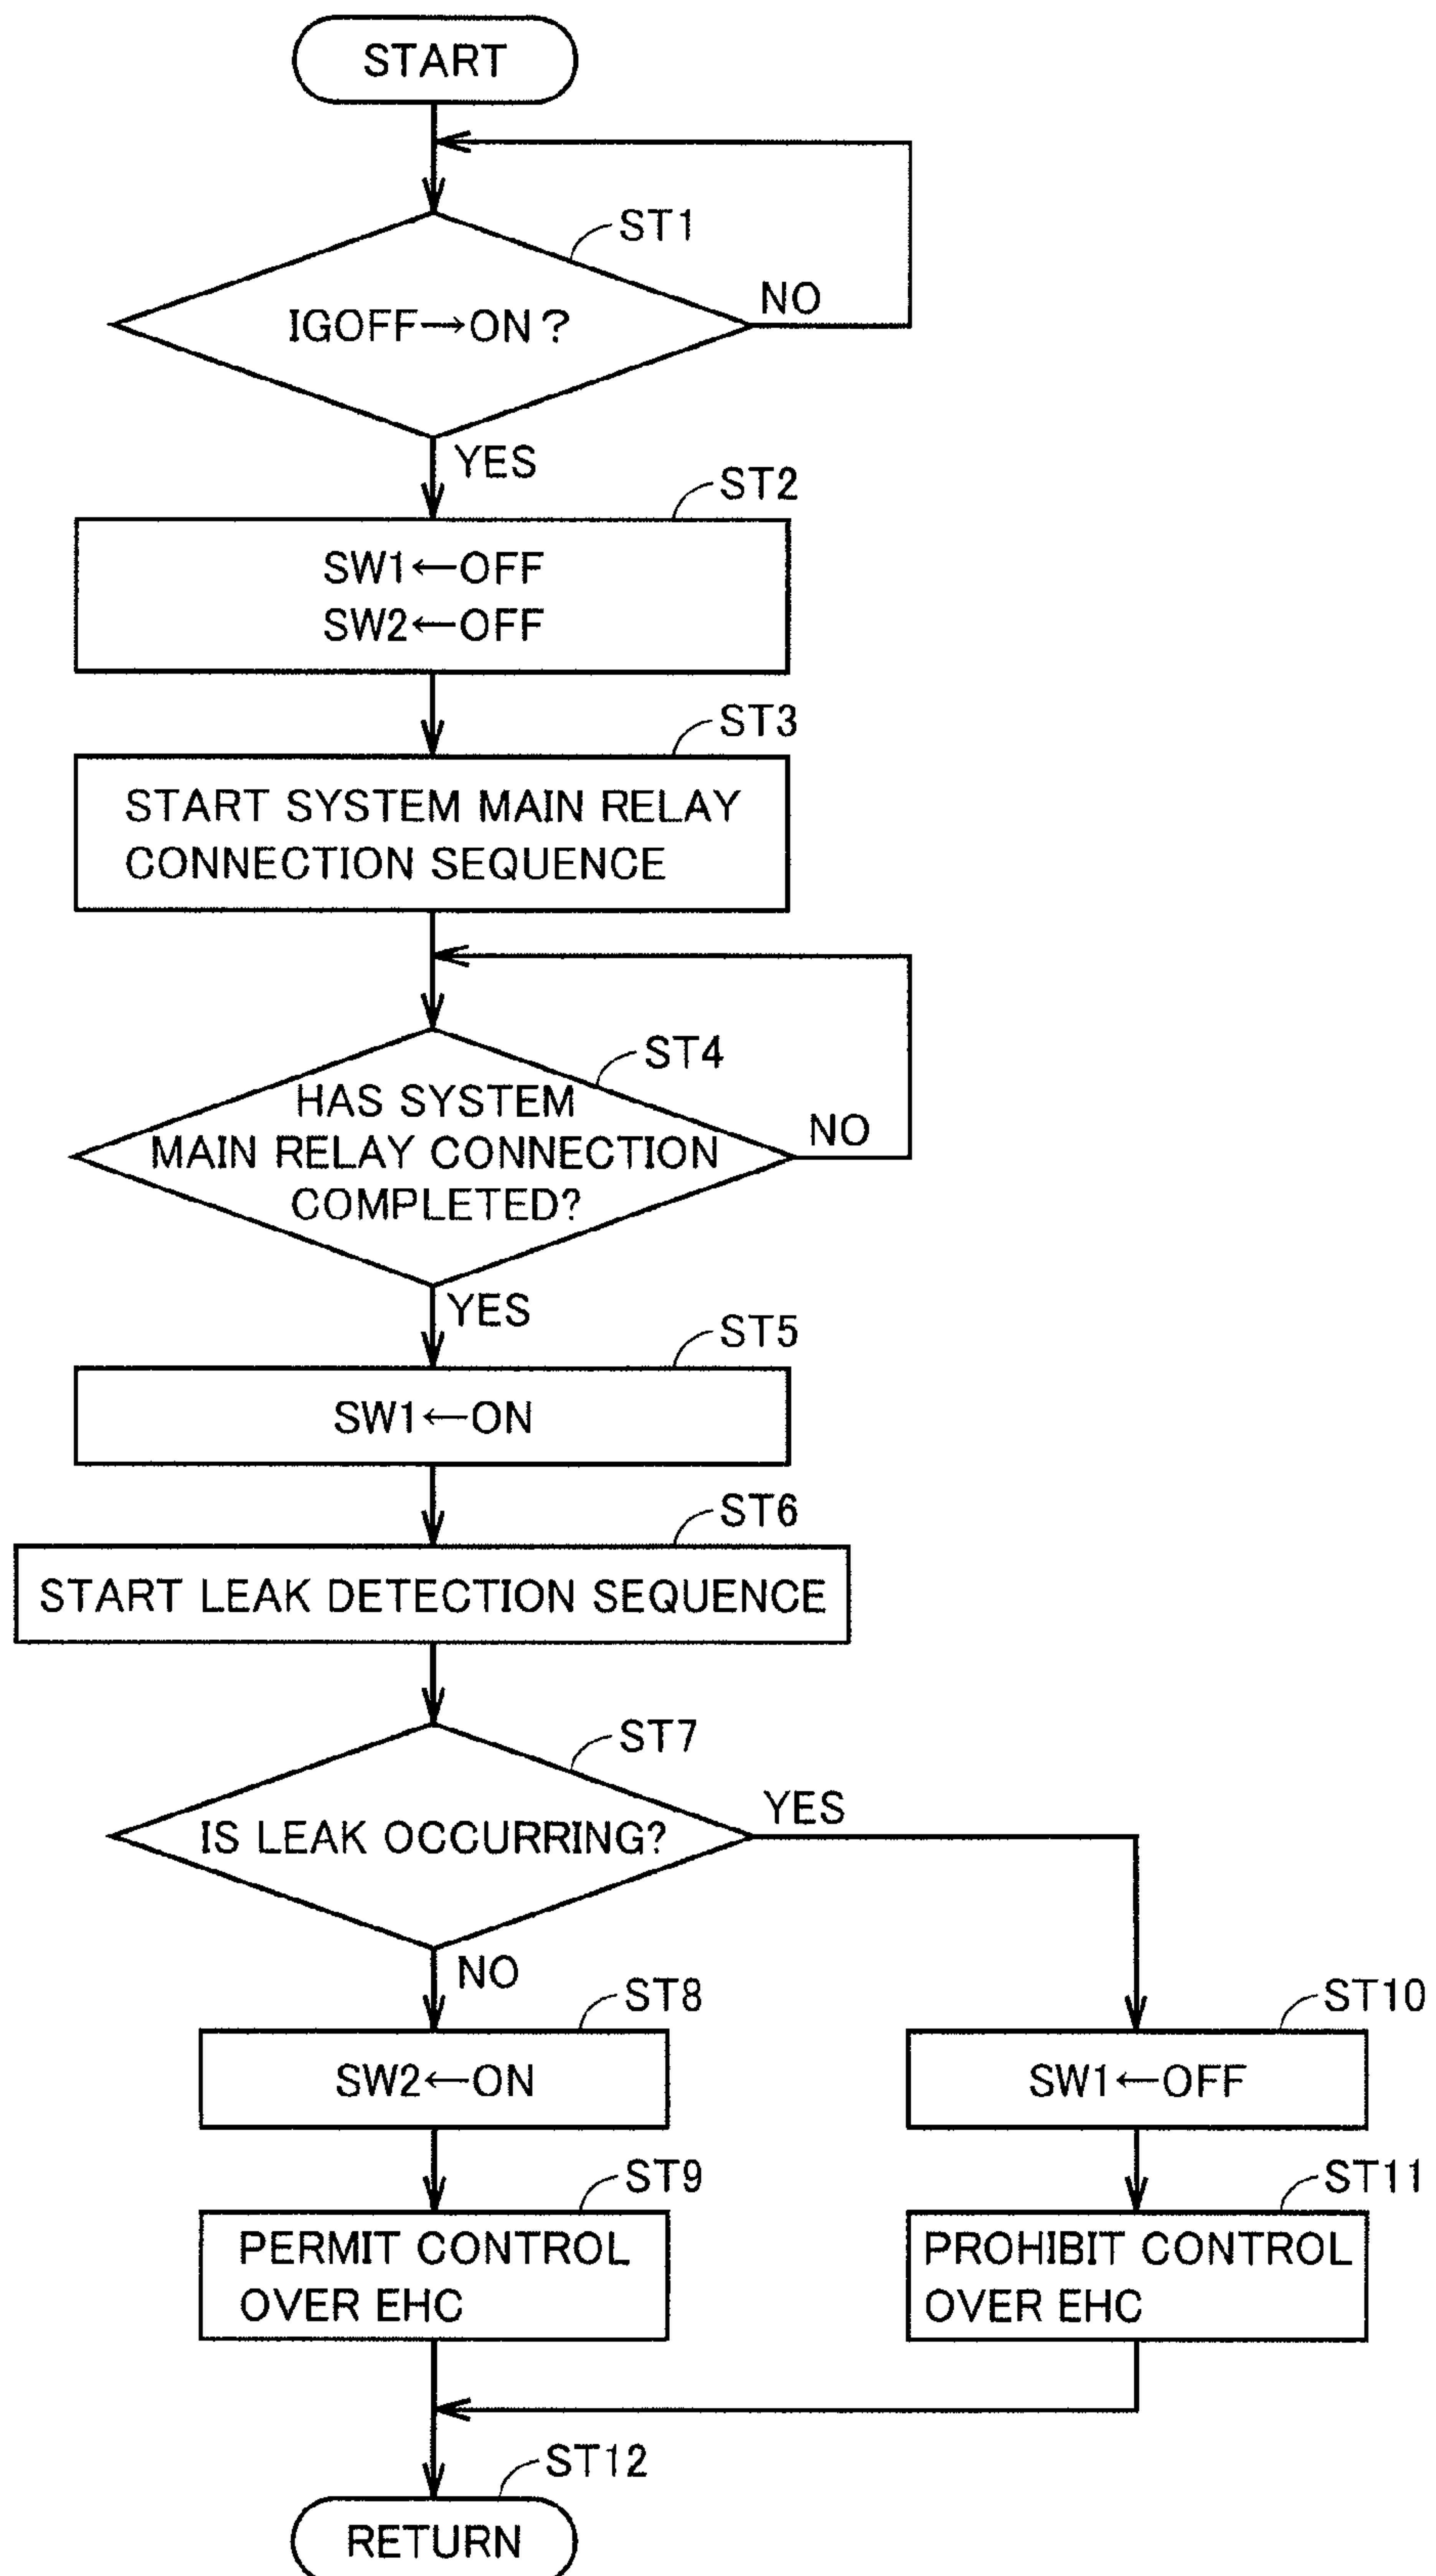 START
ST1
IGOFF→ON?
NO
YES
ST2
SW1←OFF
SW2←OFF
ST3
START SYSTEM MAIN RELAY
CONNECTION SEQUENCE
ST4
HAS SYSTEM
MAIN RELAY CONNECTION
COMPLETED?
NO
YES
ST5
SW1←ON
ST6
START LEAK DETECTION SEQUENCE
ST7
IS LEAK OCCURRING?
YES
NO
ST8
SW2←ON
ST10
SW1←OFF
ST9
PERMIT CONTROL
OVER EHC
ST11
PROHIBIT CONTROL
OVER EHC
ST12
RETURN